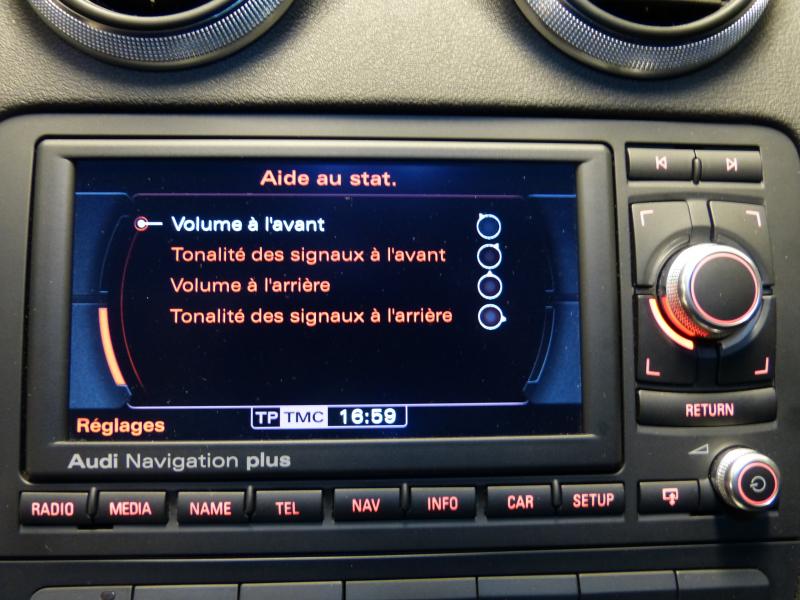 Aide au stat.
Volume à l'avant
Tonalité des signaux à l'avant
Volume à l'arrière
Tonalité des signaux à l'arrière
Réglages
TP TMC 16:59
RETURN
Audi Navigation plus
RADIO MEDIA NAME TEL NAV INFO CAR SETUP